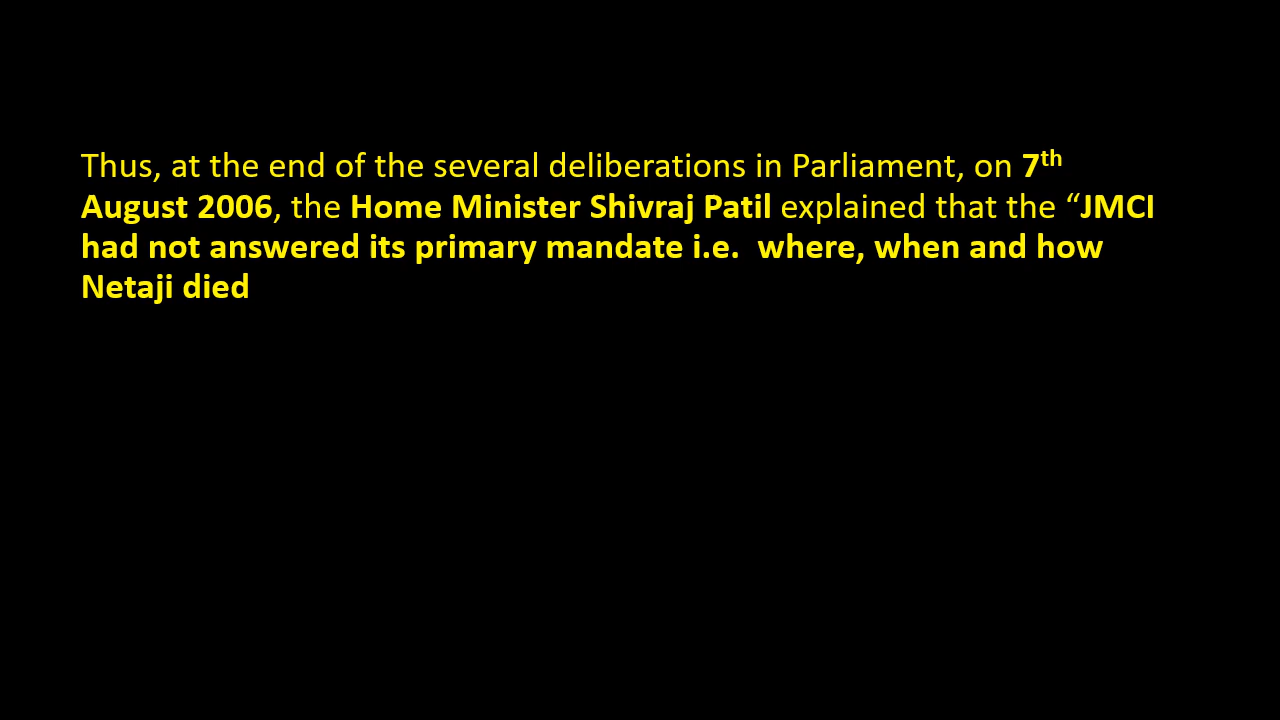 Thus, at the end of the several deliberations in Parliament, on 7th
August 2006, the Home Minister Shivraj Patil explained that the “JMCI
had not answered its primary mandate i.e.  where, when and how
Netaji died